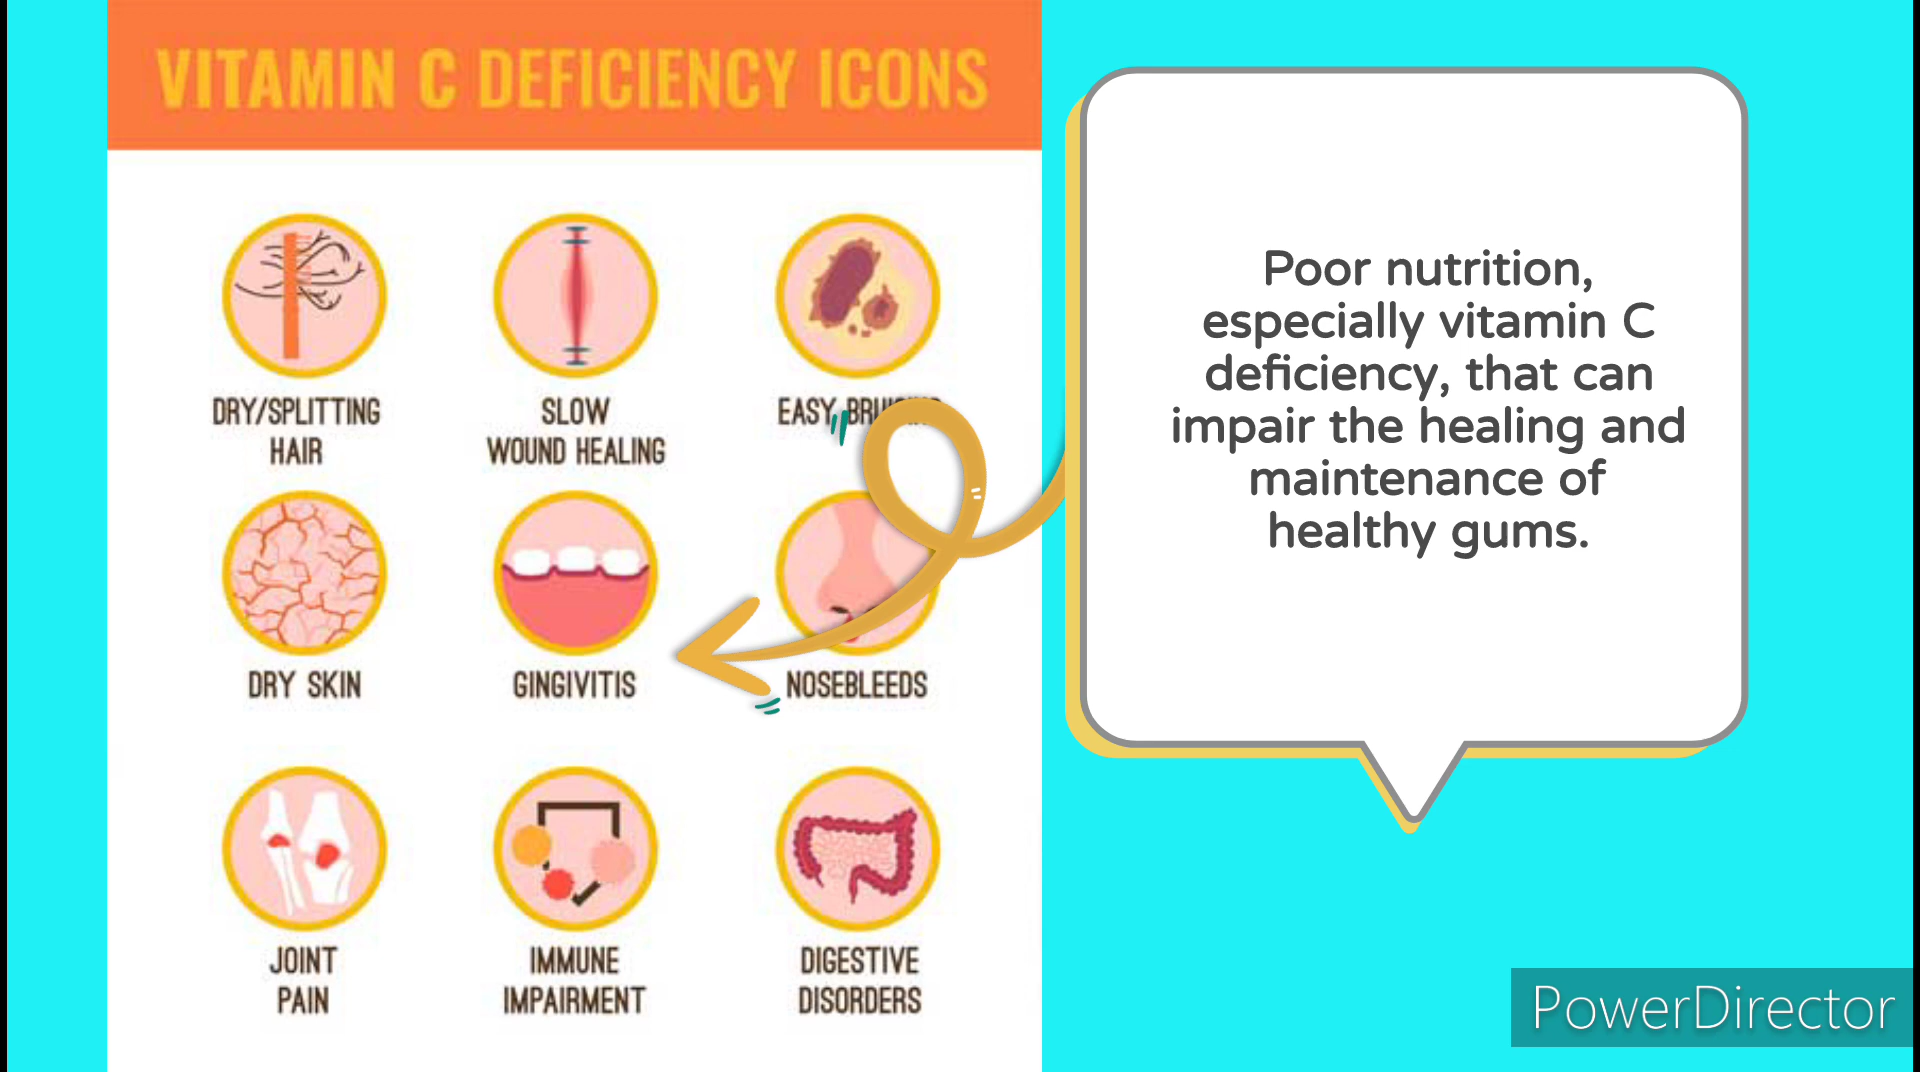 VITAMIN C DEFICIENCY ICONS
DRY/SPLITTING
HAIR
SLOW
WOUND HEALING
EASY
DRY SKIN
GINGIVITIS
NOSEBLEEDS
JOINT
PAIN
IMMUNE
IMPAIRMENT
DIGESTIVE
DISORDERS
Poor nutrition,
especially vitamin C
deficiency, that can
impair the healing and
maintenance of
healthy gums.
PowerDirector